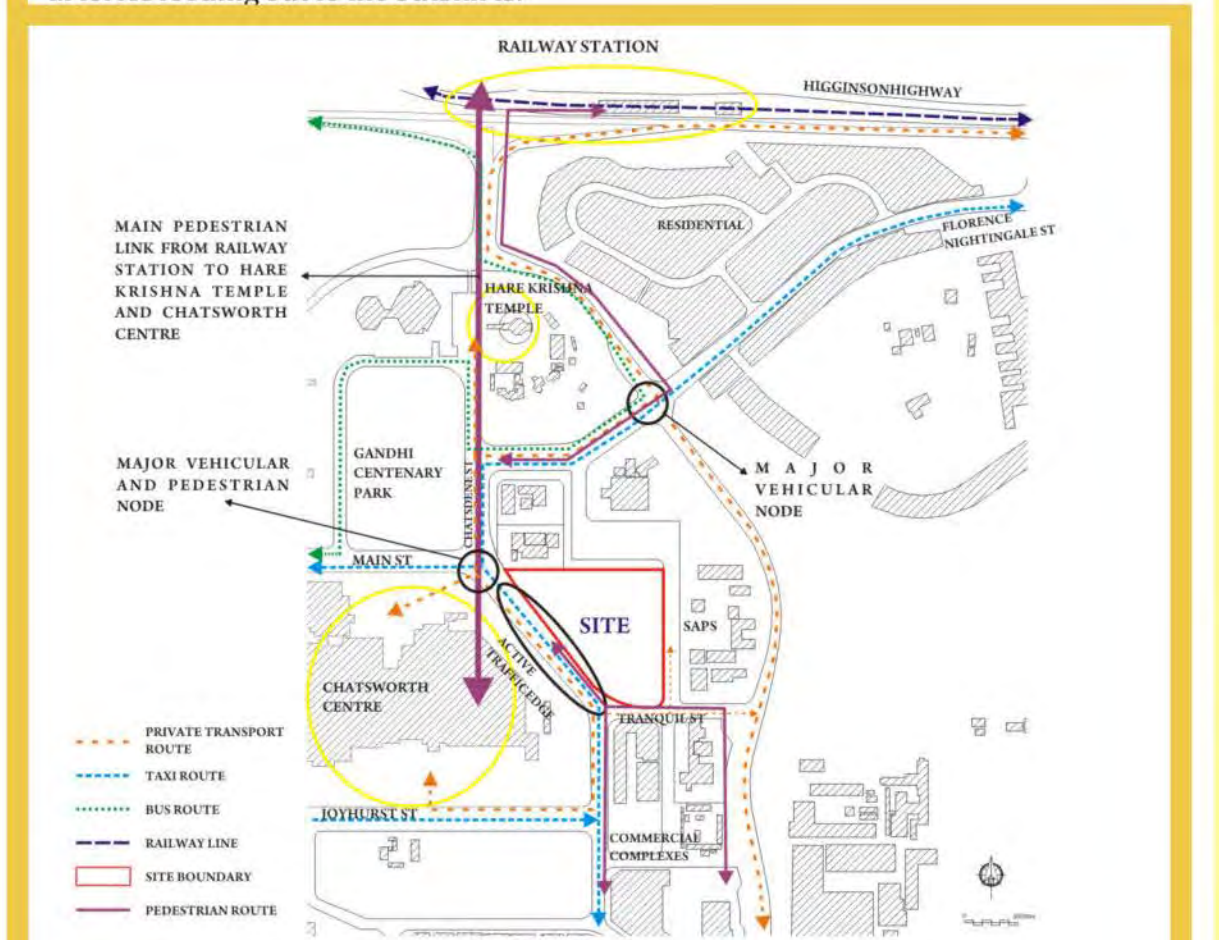 RAILWAY STATION
HIGGINSONHIGHWAY
MAIN PEDESTRIAN
LINK FROM RAILWAY
STATION TO HARE
KRISHNA TEMPLE
AND CHATSWORTH
CENTRE
RESIDENTIAL
FLORENCE
NIGHTINGALE ST
HARE KRISHNA
TEMPLE
MAJOR VEHICULAR
AND PEDESTRIAN
NODE
GANDHI
CENTENARY
PARK
CHATSDENE ST
MAJOR
VEHICULAR
NODE
MAIN ST
SITE
SAPS
ACTIVE
TRAFFIC EDGE
CHATSWORTH
CENTRE
TRANQUIL ST
PRIVATE TRANSPORT
ROUTE
TAXI ROUTE
BUS ROUTE
RAILWAY LINE
SITE BOUNDARY
PEDESTRIAN ROUTE
JOYHURST ST
COMMERCIAL
COMPLEXES
0